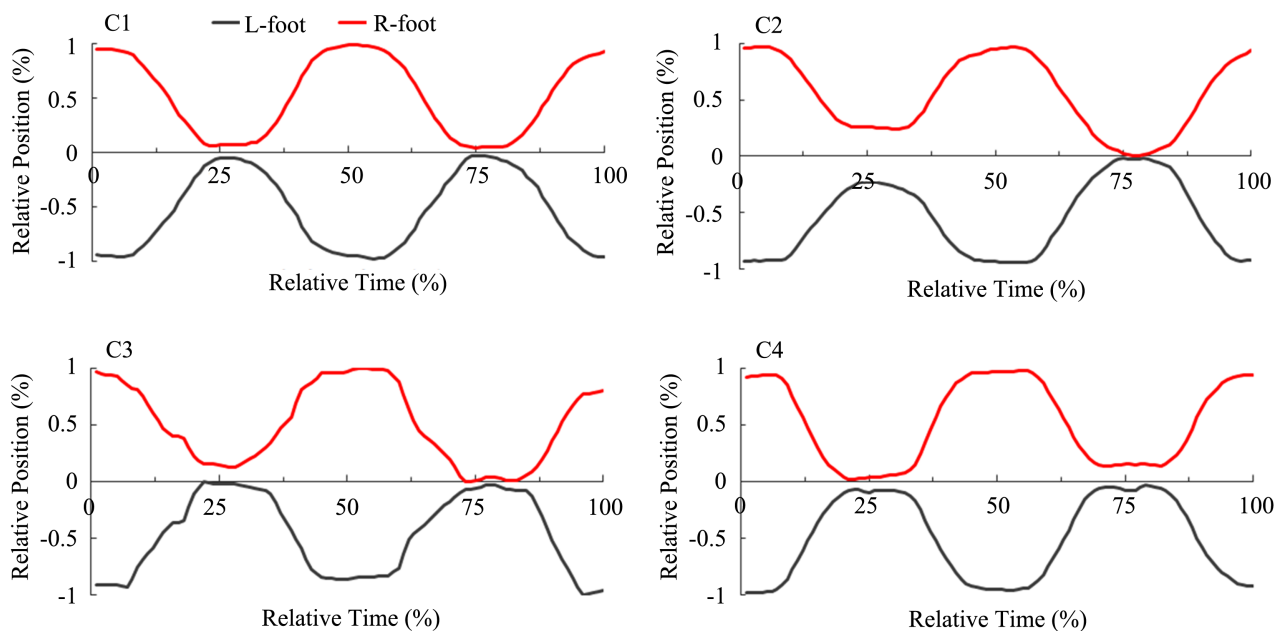 C1
L-foot R-foot
Relative Position (%)
1
0.5
0
-0.5
-1
0 25 50 75 100
Relative Time (%)
C2
Relative Position (%)
1
0.5
0
-0.5
-1
0 25 50 75 100
Relative Time (%)
C3
Relative Position (%)
1
0.5
0
-0.5
-1
0 25 50 75 100
Relative Time (%)
C4
Relative Position (%)
1
0.5
0
-0.5
-1
0 25 50 75 100
Relative Time (%)